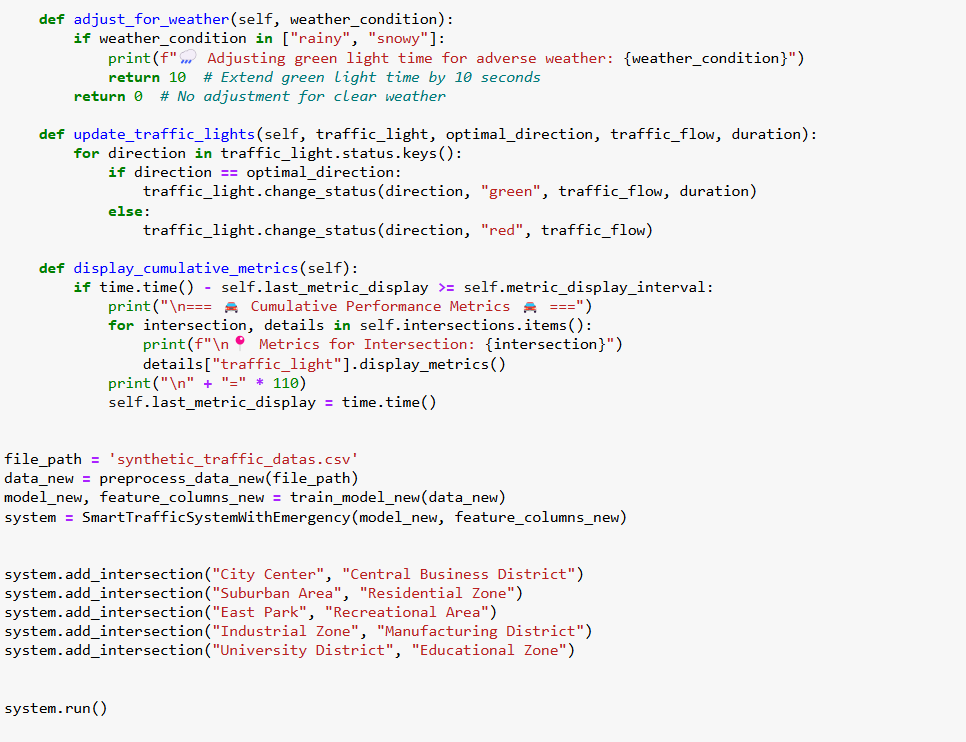 def adjust_for_weather(self, weather_condition):
        if weather_condition in ["rainy", "snowy"]:
            print(f"🌧️ Adjusting green light time for adverse weather: {weather_condition}")
            return 10  # Extend green light time by 10 seconds
        return 0  # No adjustment for clear weather

    def update_traffic_lights(self, traffic_light, optimal_direction, traffic_flow, duration):
        for direction in traffic_light.status.keys():
            if direction == optimal_direction:
                traffic_light.change_status(direction, "green", traffic_flow, duration)
            else:
                traffic_light.change_status(direction, "red", traffic_flow)

    def display_cumulative_metrics(self):
        if time.time() - self.last_metric_display >= self.metric_display_interval:
            print("\n=== 🚘 Cumulative Performance Metrics 🚘 ===")
            for intersection, details in self.intersections.items():
                print(f"\n📍 Metrics for Intersection: {intersection}")
                details["traffic_light"].display_metrics()
            print("\n" + "=" * 110)
            self.last_metric_display = time.time()


file_path = 'synthetic_traffic_datas.csv'
data_new = preprocess_data_new(file_path)
model_new, feature_columns_new = train_model_new(data_new)
system = SmartTrafficSystemWithEmergency(model_new, feature_columns_new)


system.add_intersection("City Center", "Central Business District")
system.add_intersection("Suburban Area", "Residential Zone")
system.add_intersection("East Park", "Recreational Area")
system.add_intersection("Industrial Zone", "Manufacturing District")
system.add_intersection("University District", "Educational Zone")


system.run()